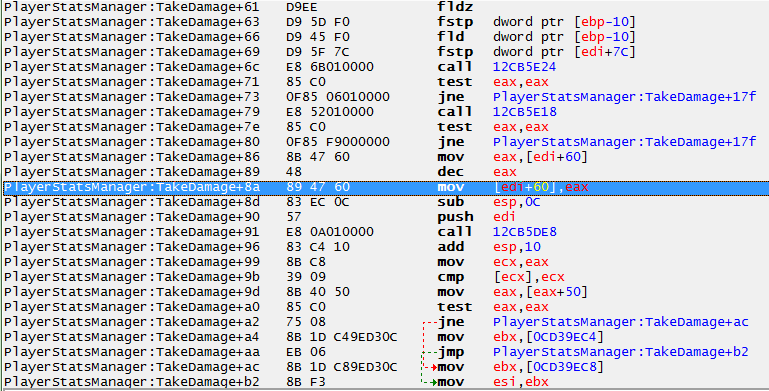 PlayerStatsManager:TakeDamage+61 D9EE fldz
PlayerStatsManager:TakeDamage+63 D9 5D F0 fstp dword ptr [ebp-10]
PlayerStatsManager:TakeDamage+66 D9 45 F0 fld dword ptr [ebp-10]
PlayerStatsManager:TakeDamage+69 D9 5F 7C fstp dword ptr [edi+7C]
PlayerStatsManager:TakeDamage+6c E8 6B010000 call 12CB5E24
PlayerStatsManager:TakeDamage+71 85 C0 test eax,eax
PlayerStatsManager:TakeDamage+73 0F85 06010000 jne PlayerStatsManager:TakeDamage+17f
PlayerStatsManager:TakeDamage+79 E8 52010000 call 12CB5E18
PlayerStatsManager:TakeDamage+7e 85 C0 test eax,eax
PlayerStatsManager:TakeDamage+80 0F85 F9000000 jne PlayerStatsManager:TakeDamage+17f
PlayerStatsManager:TakeDamage+86 8B 47 60 mov eax,[edi+60]
PlayerStatsManager:TakeDamage+89 48 dec eax
PlayerStatsManager:TakeDamage+8a 89 47 60 mov [edi+60],eax
PlayerStatsManager:TakeDamage+8d 83 EC 0C sub esp,0C
PlayerStatsManager:TakeDamage+90 57 push edi
PlayerStatsManager:TakeDamage+91 E8 0A010000 call 12CB5DE8
PlayerStatsManager:TakeDamage+96 83 C4 10 add esp,10
PlayerStatsManager:TakeDamage+99 8B C8 mov ecx,eax
PlayerStatsManager:TakeDamage+9b 39 09 cmp [ecx],ecx
PlayerStatsManager:TakeDamage+9d 8B 40 50 mov eax,[eax+50]
PlayerStatsManager:TakeDamage+a0 85 C0 test eax,eax
PlayerStatsManager:TakeDamage+a2 75 08 jne PlayerStatsManager:TakeDamage+ac
PlayerStatsManager:TakeDamage+a4 8B 1D C49ED30C mov ebx,[0CD39EC4]
PlayerStatsManager:TakeDamage+aa EB 06 jmp PlayerStatsManager:TakeDamage+b2
PlayerStatsManager:TakeDamage+ac 8B 1D C89ED30C mov ebx,[0CD39EC8]
PlayerStatsManager:TakeDamage+b2 8B F3 mov esi,ebx